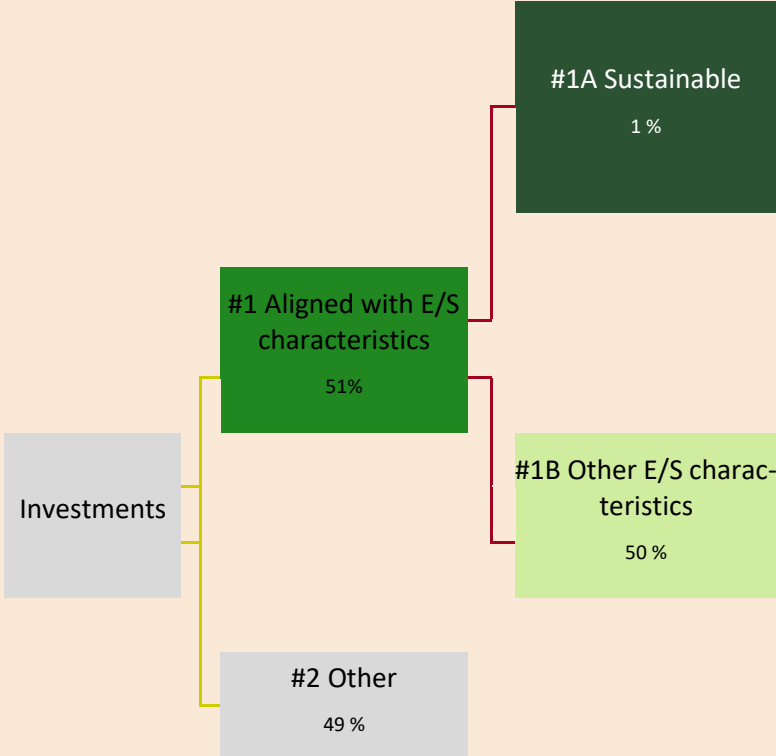 #1A Sustainable
1 %
#1 Aligned with E/S
characteristics
51%
Investments
#1B Other E/S charac-
teristics
50 %
#2 Other
49 %